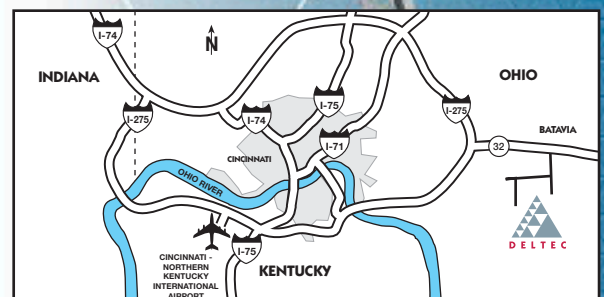 I-74
N
INDIANA
OHIO
I-275
I-74
I-75
I-275
I-71
32
BATAVIA
CINCINNATI
OHIO RIVER
DELTEC
I-75
CINCINNATI -
NORTHERN
KENTUCKY
INTERNATIONAL
AIRPORT
KENTUCKY